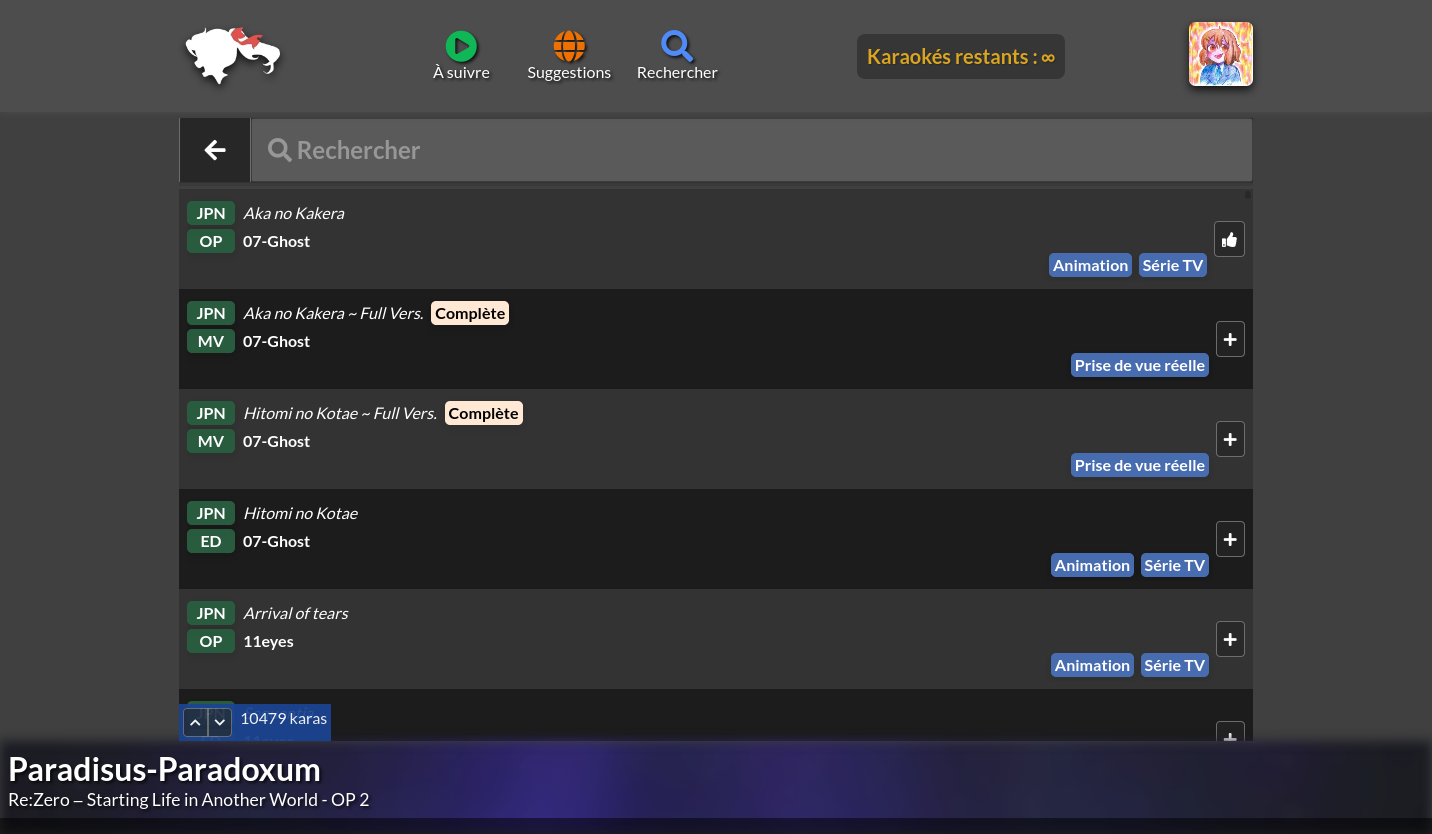 À suivre
Suggestions
Rechercher
Karaokés restants : ∞
Rechercher
JPN Aka no Kakera
OP 07-Ghost
Animation Série TV
JPN Aka no Kakera ~ Full Vers. Complète
MV 07-Ghost
Prise de vue réelle
JPN Hitomi no Kotae ~ Full Vers. Complète
MV 07-Ghost
Prise de vue réelle
JPN Hitomi no Kotae
ED 07-Ghost
Animation Série TV
JPN Arrival of tears
OP 11eyes
Animation Série TV
10479 karas
Paradisus-Paradoxum
Re:Zero – Starting Life in Another World - OP 2